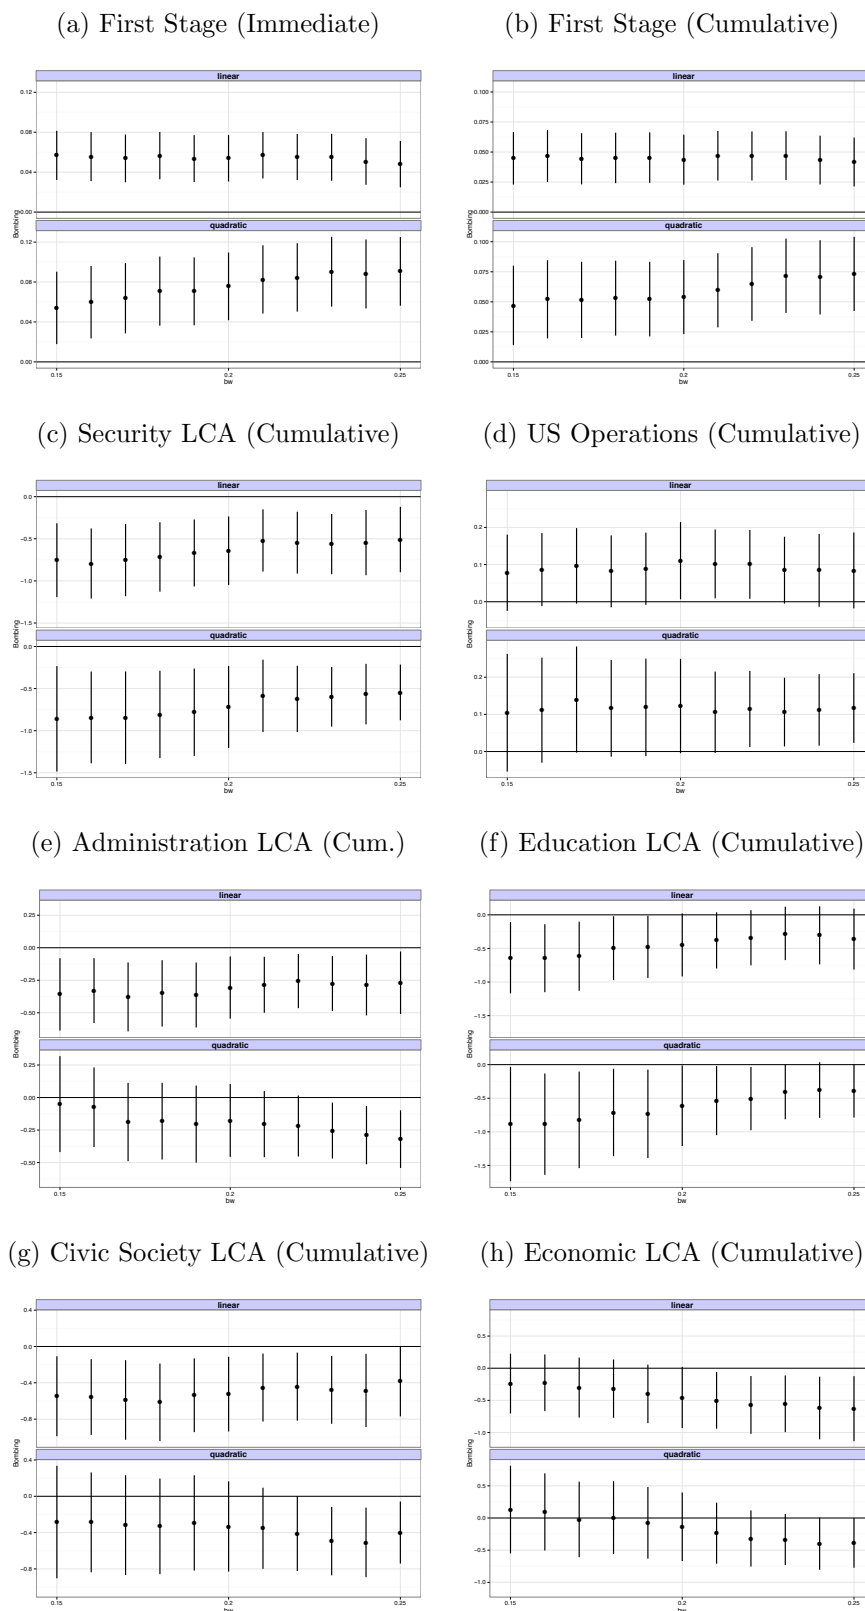 (a) First Stage (Immediate)
linear
0.12
0.08
0.04
0.00
Bombing
quadratic
0.12
0.08
0.04
0.00
0.15
0.2
0.25
bw
(b) First Stage (Cumulative)
linear
0.100
0.075
0.050
0.025
0.000
Bombing
quadratic
0.100
0.075
0.050
0.025
0.000
0.15
0.2
0.25
bw
(c) Security LCA (Cumulative)
linear
0.0
−0.5
−1.0
−1.5
Bombing
quadratic
0.0
−0.5
−1.0
−1.5
0.15
0.2
0.25
bw
(d) US Operations (Cumulative)
linear
0.2
0.1
0.0
Bombing
quadratic
0.2
0.1
0.0
0.15
0.2
0.25
bw
(e) Administration LCA (Cum.)
linear
0.25
0.00
−0.25
−0.50
Bombing
quadratic
0.25
0.00
−0.25
−0.50
0.15
0.2
0.25
bw
(f) Education LCA (Cumulative)
linear
0.0
−0.5
−1.0
−1.5
Bombing
quadratic
0.0
−0.5
−1.0
−1.5
0.15
0.2
0.25
bw
(g) Civic Society LCA (Cumulative)
linear
0.4
0.0
−0.4
−0.8
Bombing
quadratic
0.4
0.0
−0.4
−0.8
0.15
0.2
0.25
bw
(h) Economic LCA (Cumulative)
linear
0.5
0.0
−0.5
−1.0
Bombing
quadratic
0.5
0.0
−0.5
−1.0
0.15
0.2
0.25
bw